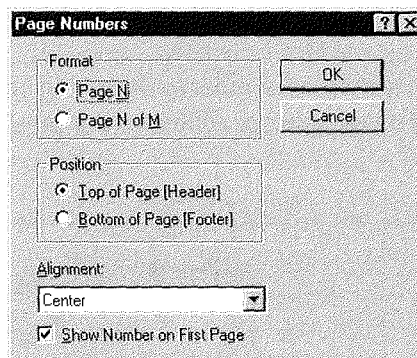 Page Numbers
Format
Page N
Page N of M
OK
Cancel
Position
Top of Page (Header)
Bottom of Page (Footer)
Alignment:
Center
Show Number on First Page